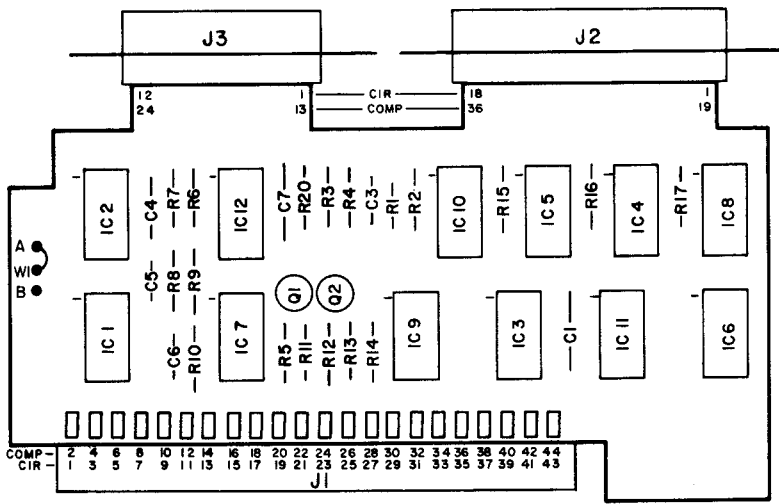 J3
J2
12 1 CIR 18 1
24 13 COMP 36 19
IC2 C4 R7 R6 IC12 C7 R20 R3 R4 C3 R1 R2 IC10 R15 IC5 R16 IC4 R17 IC8
A
W1
B
C5 R8 R9 Q1 Q2
IC1 C6 R10 IC7 R5 R11 R12 R13 R14 IC9 IC3 C1 IC11 IC6
COMP 2 4 6 8 10 12 14 16 18 20 22 24 26 28 30 32 34 36 38 40 42 44
CIR 1 3 5 7 9 11 13 15 17 19 21 23 25 27 29 31 33 35 37 39 41 43
J1